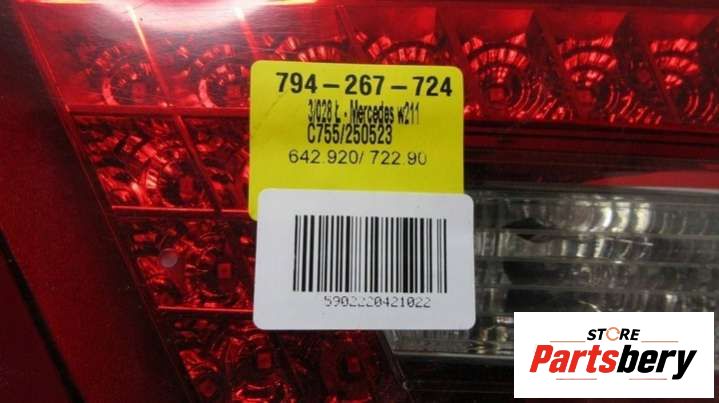 794-267-724
3/028 Ł - Mercedes w211
C755/250523
642.920/ 722.90
5902220421022
STORE
Partsbery